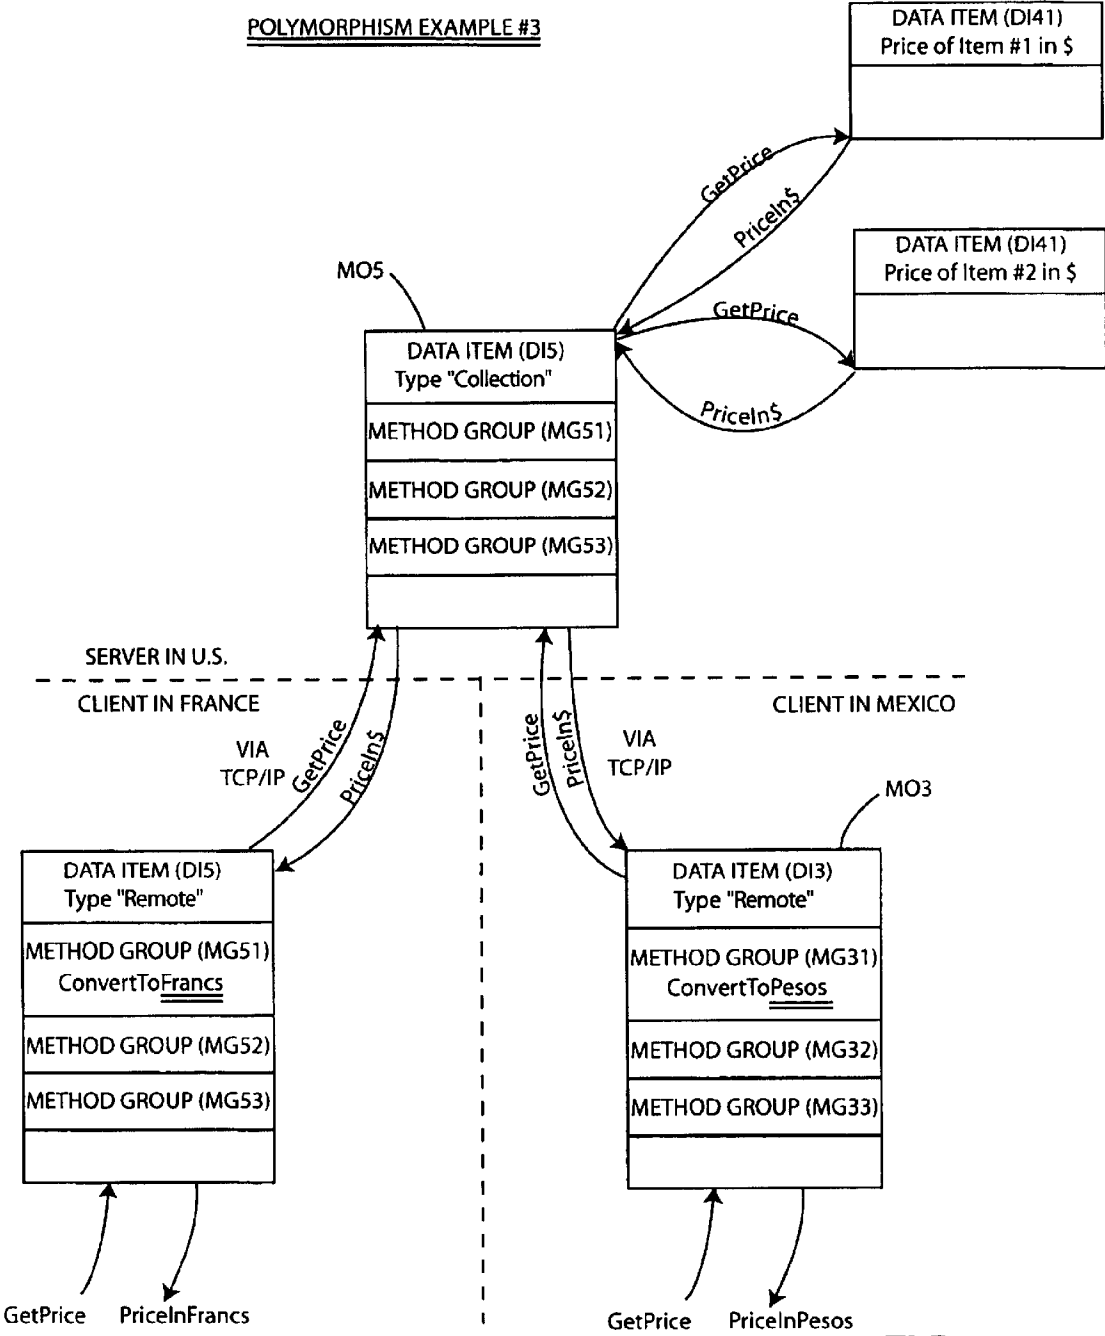 POLYMORPHISM EXAMPLE #3
DATA ITEM (DI41)
Price of Item #1 in $
GetPrice
PriceIn$
DATA ITEM (DI41)
Price of Item #2 in $
GetPrice
PriceIn$
MO5
DATA ITEM (DI5)
Type "Collection"
METHOD GROUP (MG51)
METHOD GROUP (MG52)
METHOD GROUP (MG53)
SERVER IN U.S.
CLIENT IN FRANCE
CLIENT IN MEXICO
VIA
TCP/IP
GetPrice
PriceIn$
GetPrice
PriceIn$
VIA
TCP/IP
MO3
DATA ITEM (DI5)
Type "Remote"
METHOD GROUP (MG51)
ConvertToFrancs
METHOD GROUP (MG52)
METHOD GROUP (MG53)
DATA ITEM (DI3)
Type "Remote"
METHOD GROUP (MG31)
ConvertToPesos
METHOD GROUP (MG32)
METHOD GROUP (MG33)
GetPrice
PriceInFrancs
GetPrice
PriceInPesos